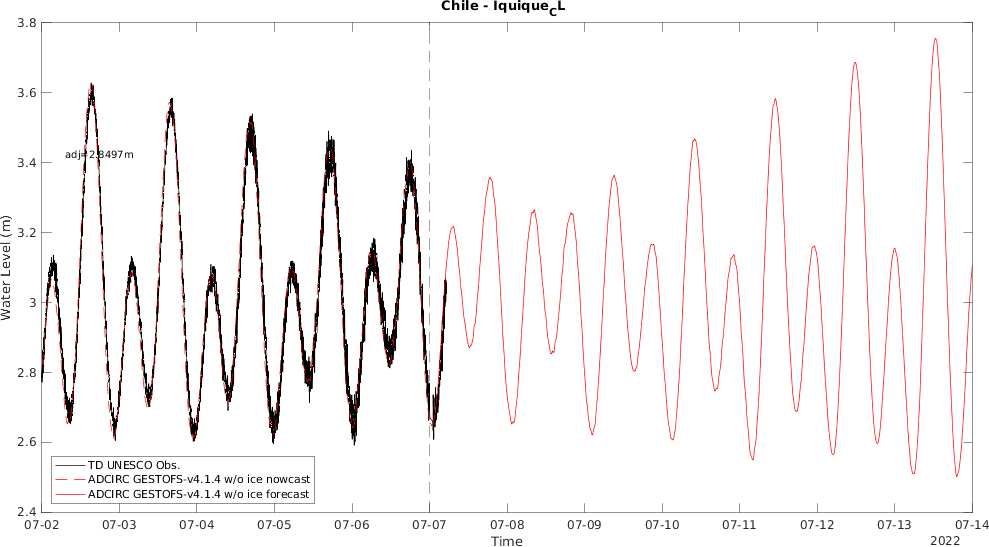 Chile - Iquique_CL
3.8
3.6
3.4
3.2
3
2.8
2.6
2.4
Water Level (m)
adj=2.8497m
TD UNESCO Obs.
ADCIRC GESTOFS-v4.1.4 w/o ice nowcast
ADCIRC GESTOFS-v4.1.4 w/o ice forecast
07-02 07-03 07-04 07-05 07-06 07-07 07-08 07-09 07-10 07-11 07-12 07-13 07-14
Time
2022